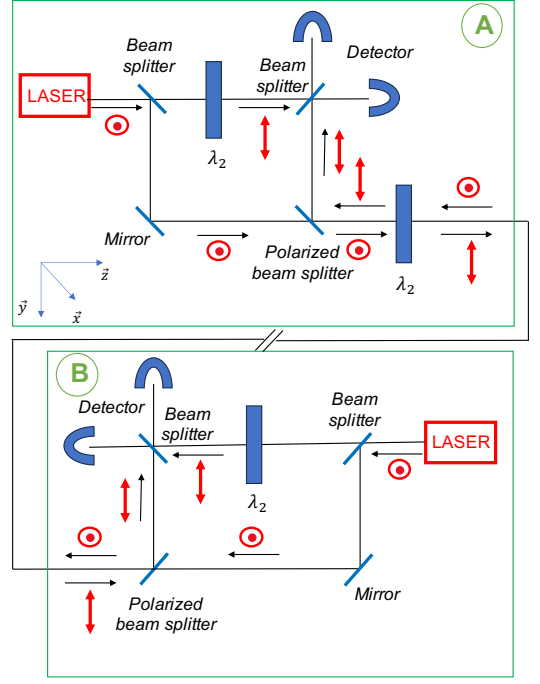 A
Beam
splitter
Beam
splitter
Detector
LASER
λ₂
Mirror
Polarized
beam splitter
λ₂
z⃗
y⃗
x⃗
B
Detector
Beam
splitter
Beam
splitter
LASER
λ₂
Polarized
beam splitter
Mirror